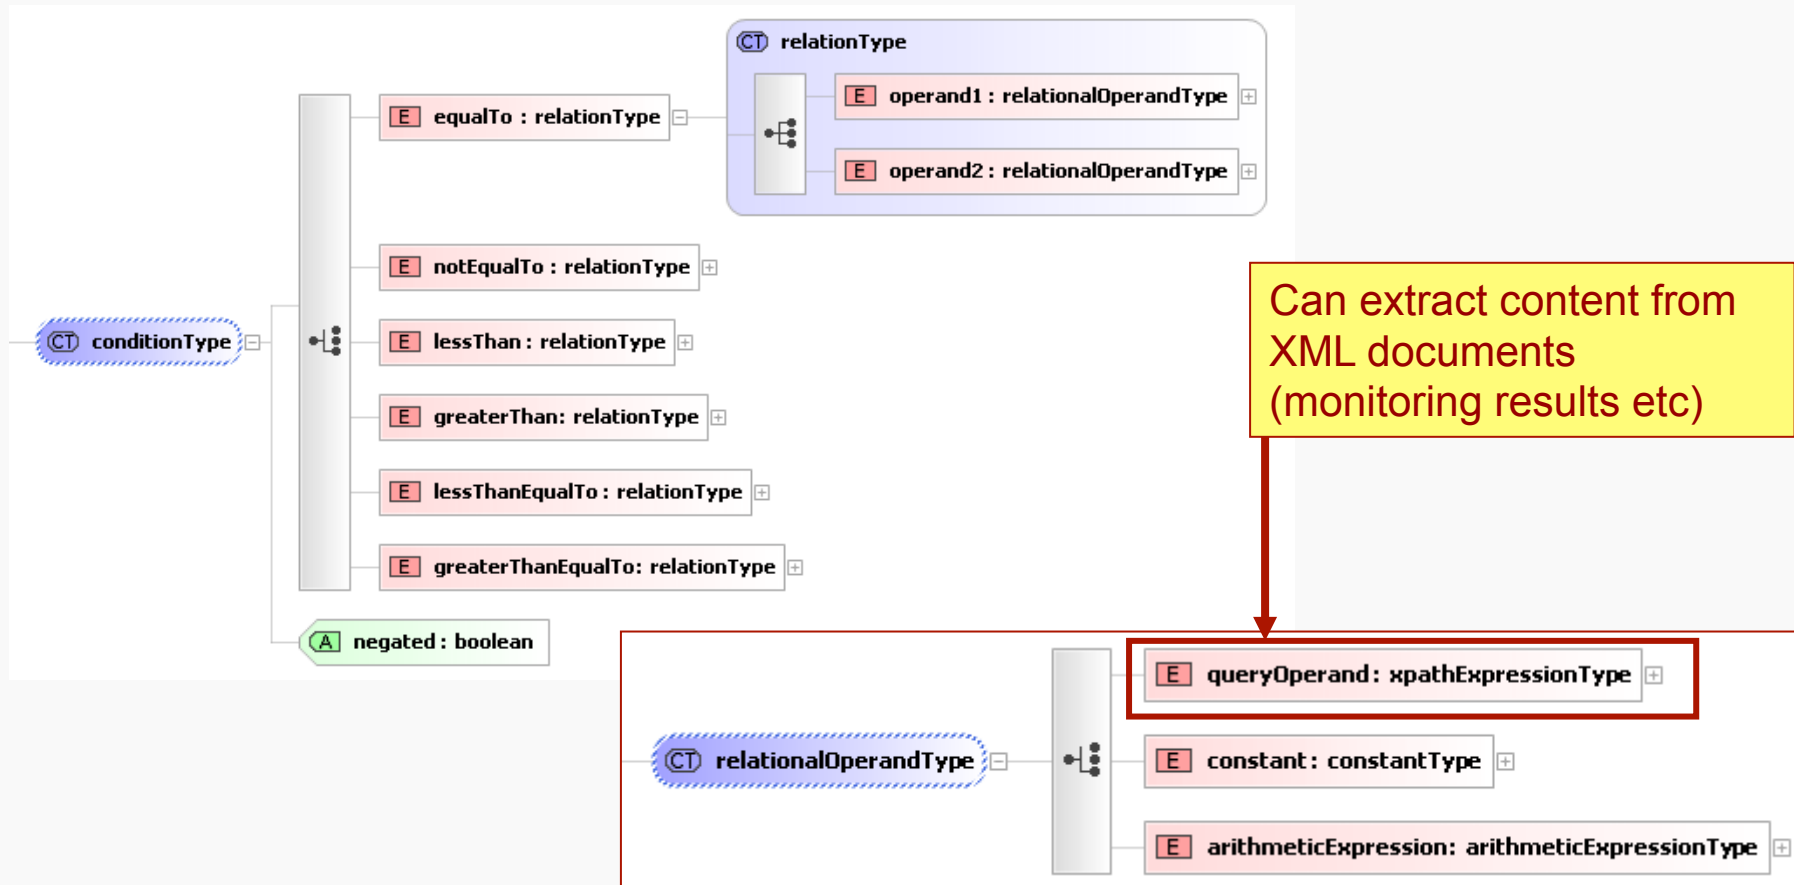 CT relationType
E operand1 : relationalOperandType
E equalTo : relationType
E operand2 : relationalOperandType
E notEqualTo : relationType
CT conditionType
E lessThan : relationType
E greaterThan: relationType
E lessThanEqualTo : relationType
E greaterThanEqualTo: relationType
A negated : boolean
Can extract content from
XML documents
(monitoring results etc)
E queryOperand: xpathExpressionType
CT relationalOperandType
E constant: constantType
E arithmeticExpression: arithmeticExpressionType